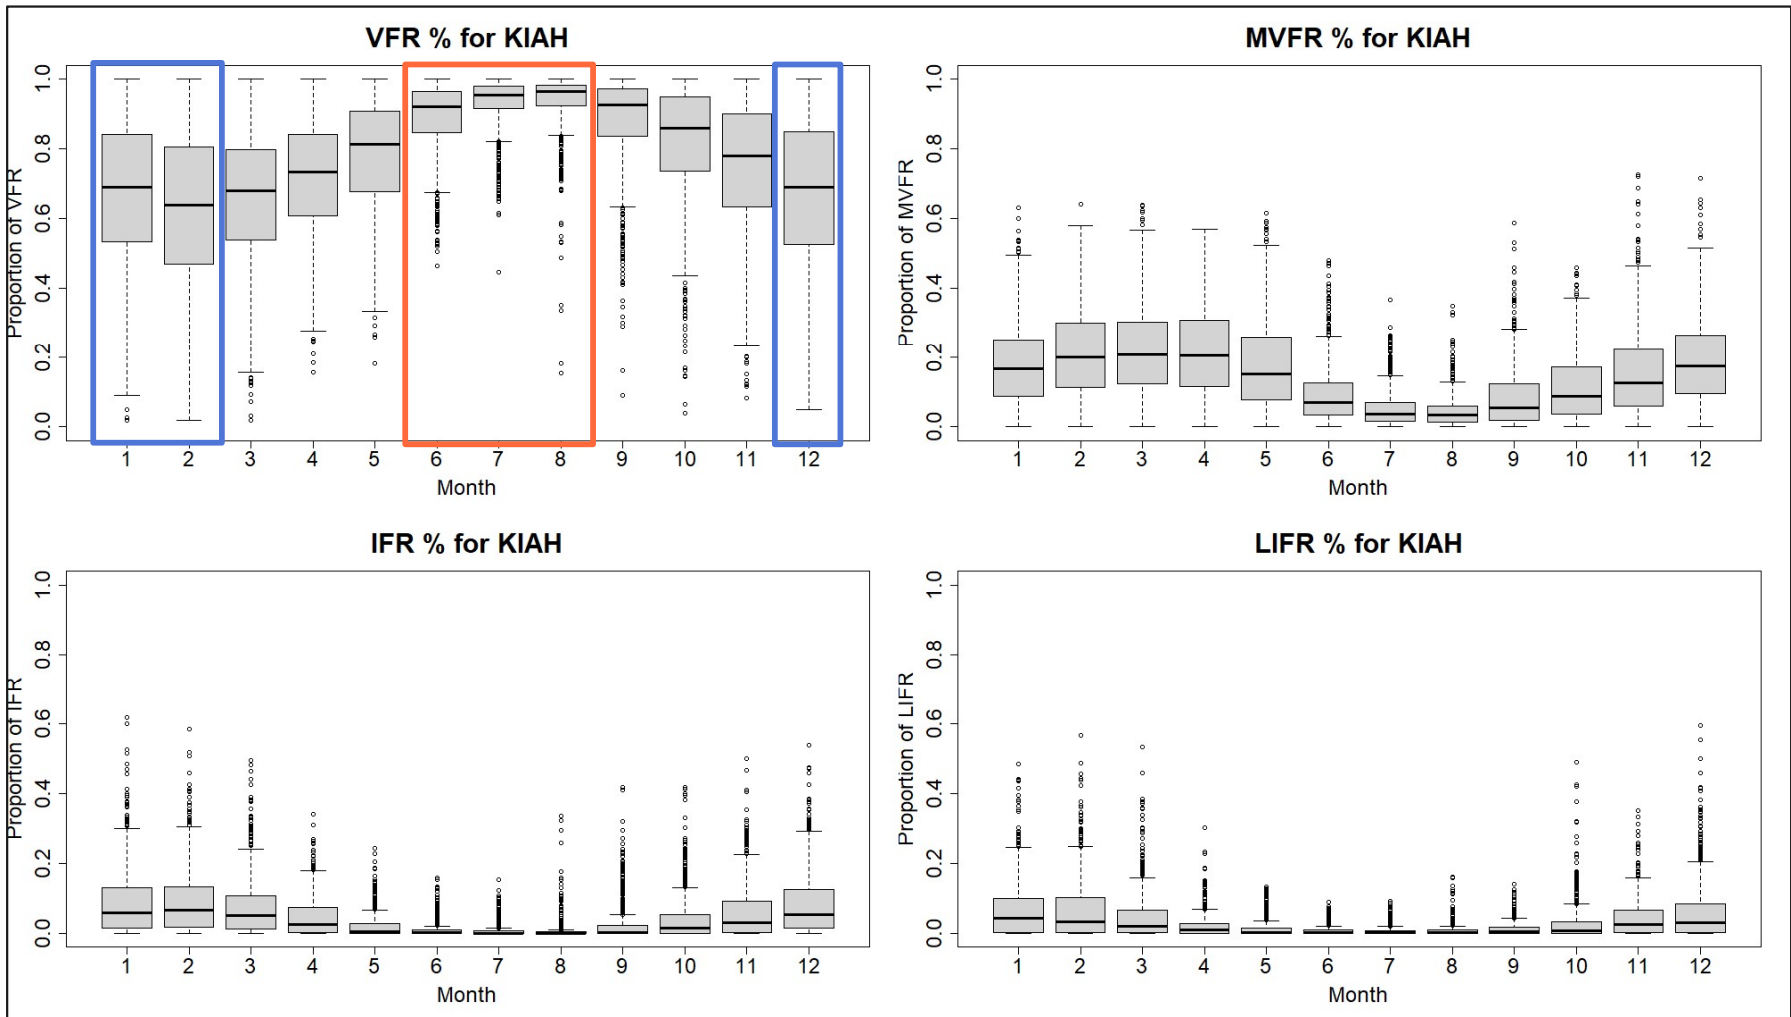 VFR % for KIAH
Proportion of VFR
1.0
0.8
0.6
0.4
0.2
0.0
1 2 3 4 5 6 7 8 9 10 11 12
Month
MVFR % for KIAH
Proportion of MVFR
1.0
0.8
0.6
0.4
0.2
0.0
1 2 3 4 5 6 7 8 9 10 11 12
Month
IFR % for KIAH
Proportion of IFR
1.0
0.8
0.6
0.4
0.2
0.0
1 2 3 4 5 6 7 8 9 10 11 12
Month
LIFR % for KIAH
Proportion of LIFR
1.0
0.8
0.6
0.4
0.2
0.0
1 2 3 4 5 6 7 8 9 10 11 12
Month